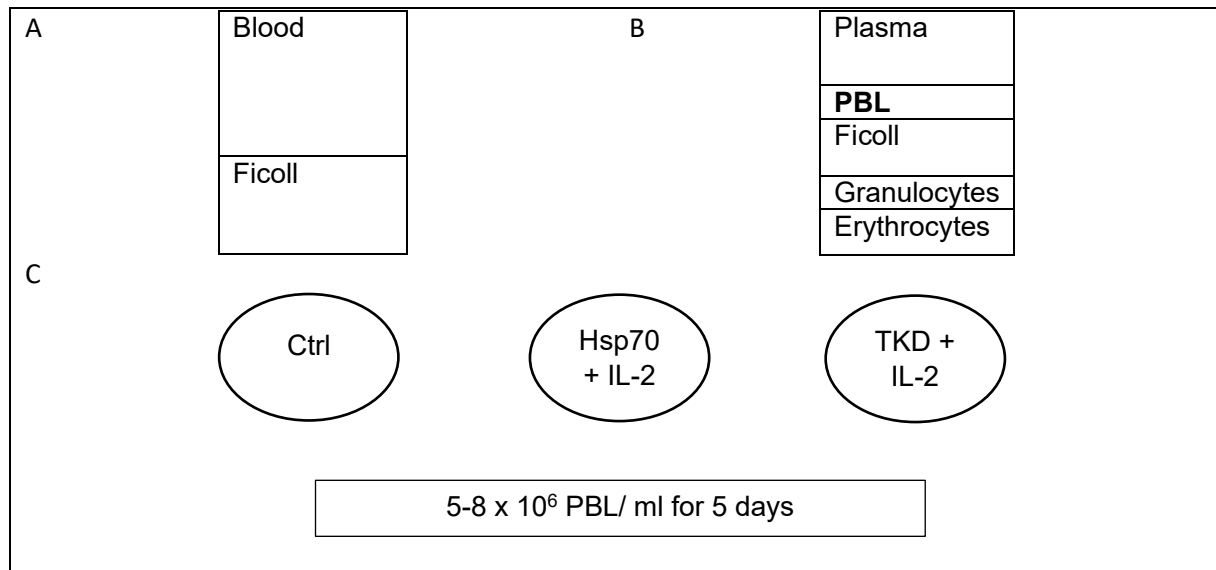 A
Blood
Ficoll
B
Plasma
PBL
Ficoll
Granulocytes
Erythrocytes
C
Ctrl
Hsp70
+ IL-2
TKD +
IL-2
5-8 x 10⁶ PBL/ ml for 5 days